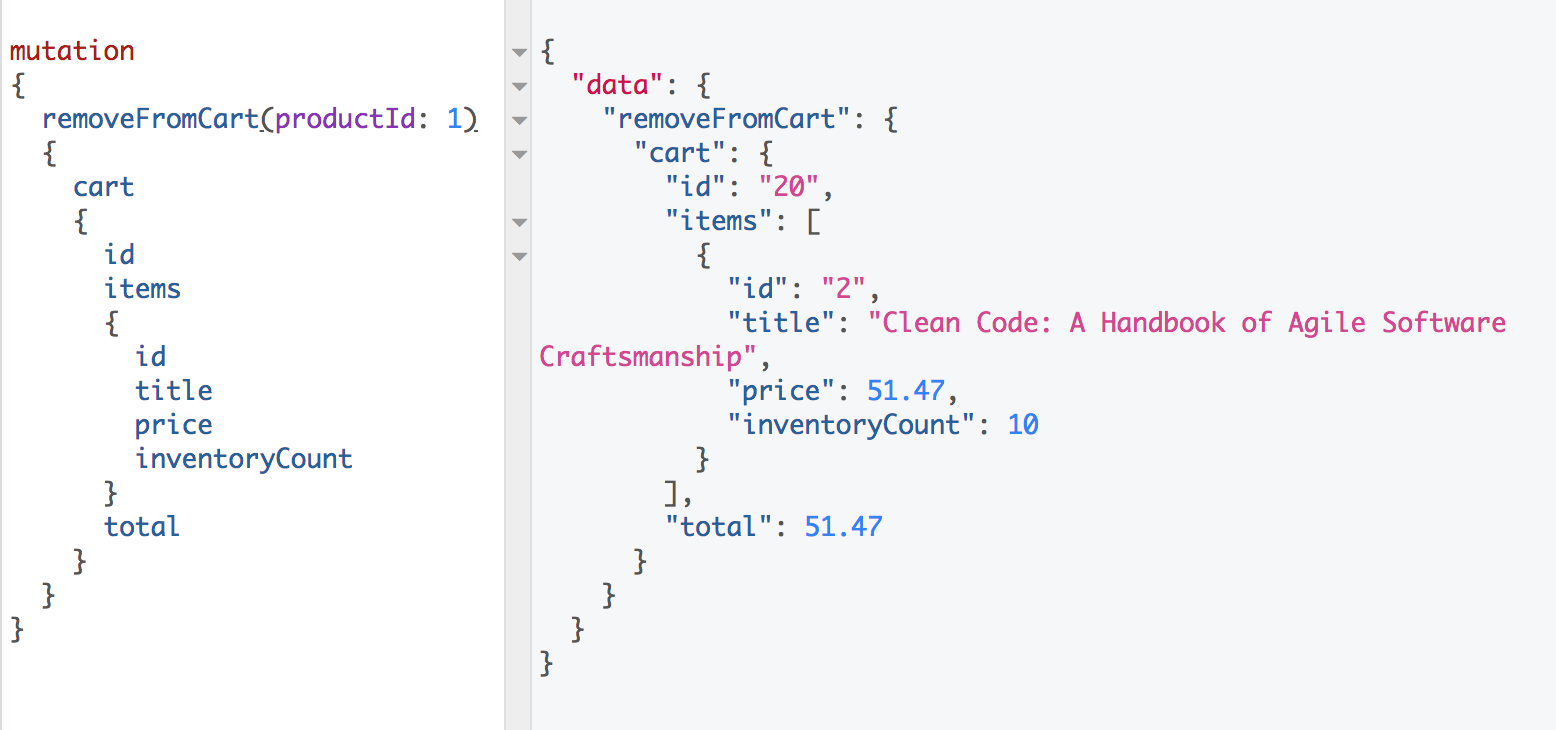 mutation
{
  removeFromCart(productId: 1)
  {
    cart
    {
      id
      items
      {
        id
        title
        price
        inventoryCount
      }
      total
    }
  }
}
{
  "data": {
    "removeFromCart": {
      "cart": {
        "id": "20",
        "items": [
          {
            "id": "2",
            "title": "Clean Code: A Handbook of Agile Software
Craftsmanship",
            "price": 51.47,
            "inventoryCount": 10
          }
        ],
        "total": 51.47
      }
    }
  }
}